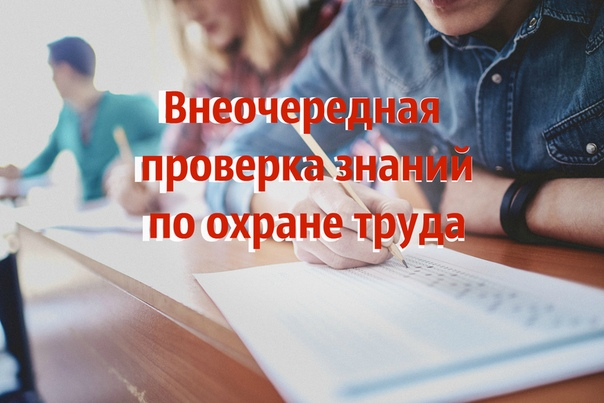 Внеочередная
проверка знаний
по охране труда